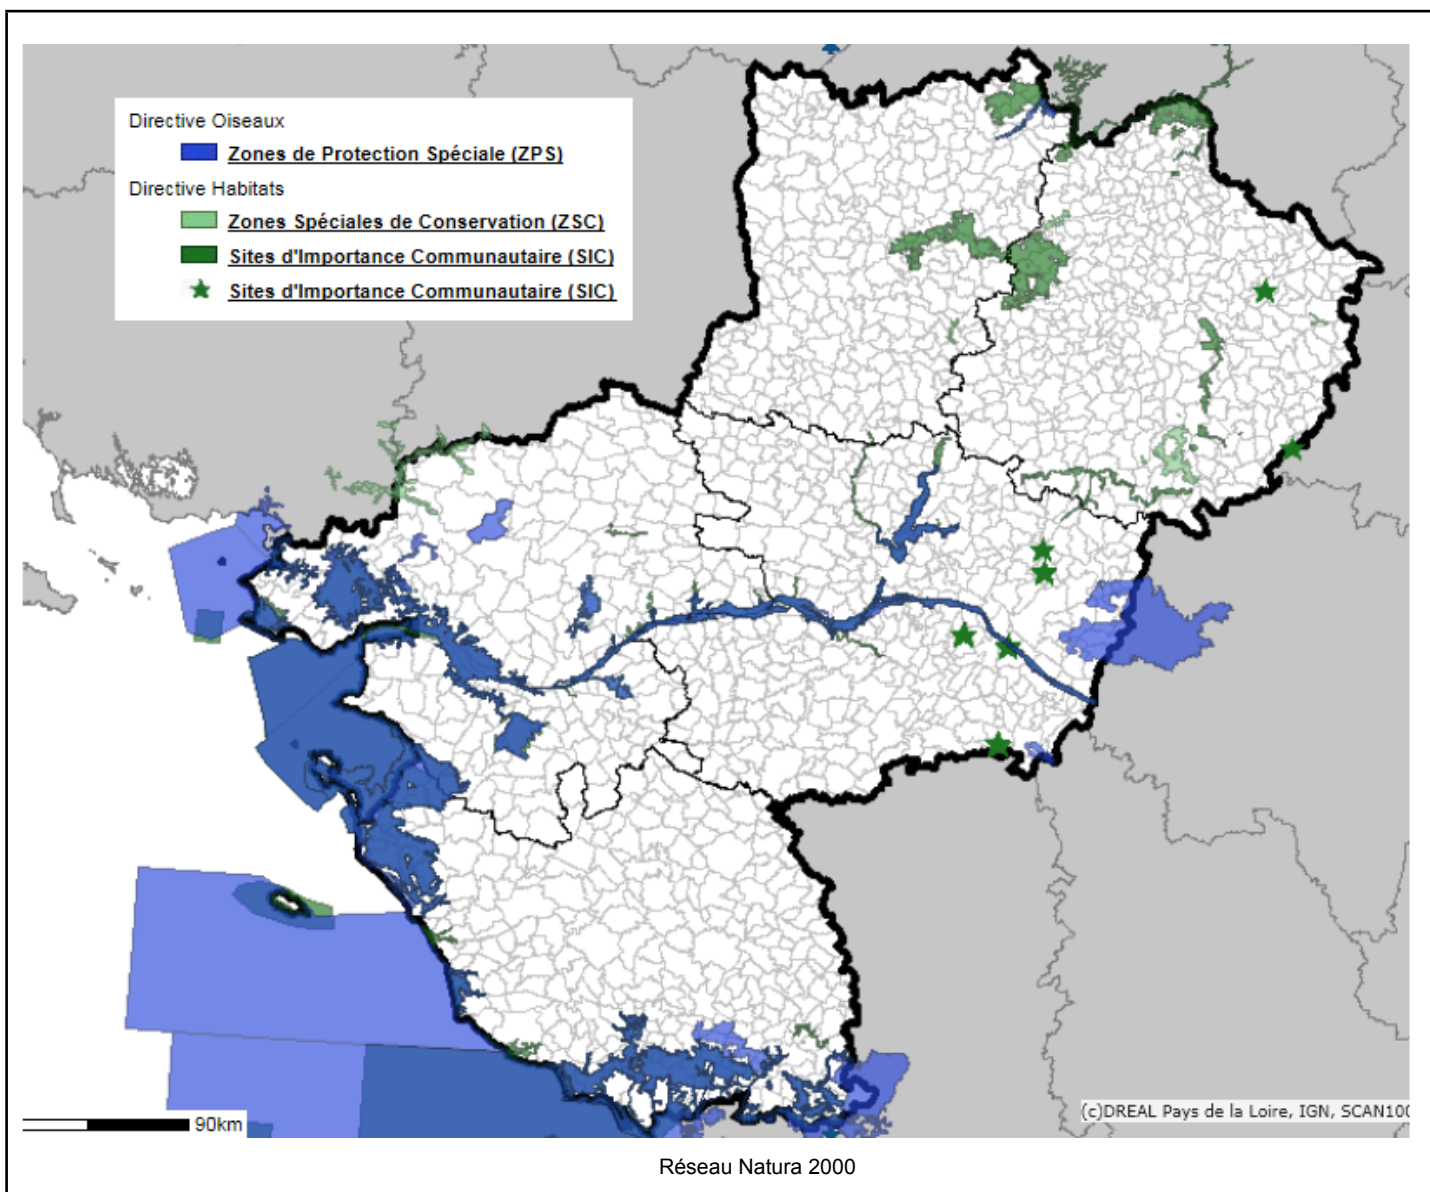 Directive Oiseaux
Zones de Protection Spéciale (ZPS)
Directive Habitats
Zones Spéciales de Conservation (ZSC)
Sites d'Importance Communautaire (SIC)
Sites d'Importance Communautaire (SIC)
90km
(c)DREAL Pays de la Loire, IGN, SCAN100
Réseau Natura 2000